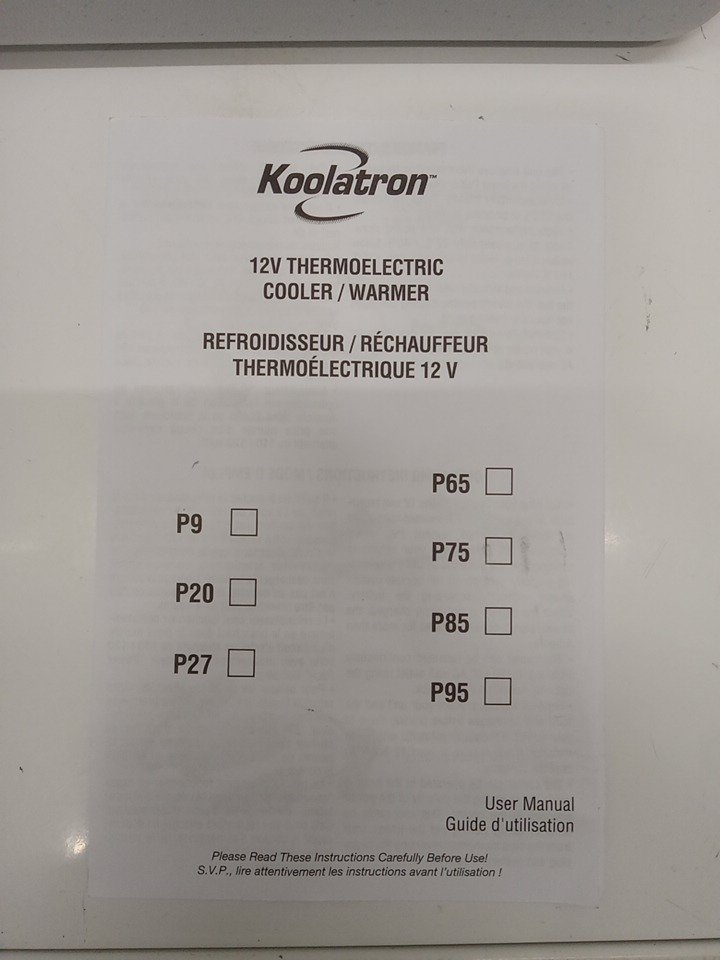 Koolatron™
12V THERMOELECTRIC
COOLER / WARMER
REFROIDISSEUR / RÉCHAUFFEUR
THERMOÉLECTRIQUE 12 V
P9
P20
P27
P65
P75
P85
P95
User Manual
Guide d'utilisation
Please Read These Instructions Carefully Before Use!
S.V.P., lire attentivement les instructions avant l'utilisation !